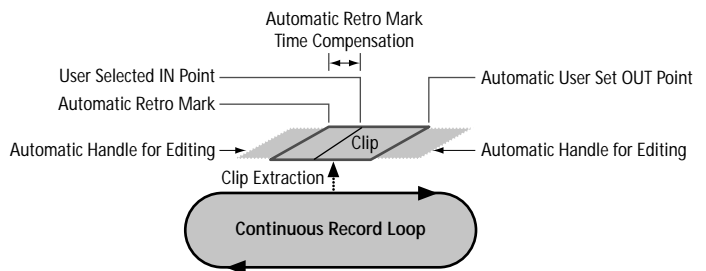 Automatic Retro Mark
Time Compensation
User Selected IN Point
Automatic User Set OUT Point
Automatic Retro Mark
Clip
Automatic Handle for Editing
Automatic Handle for Editing
Clip Extraction
Continuous Record Loop